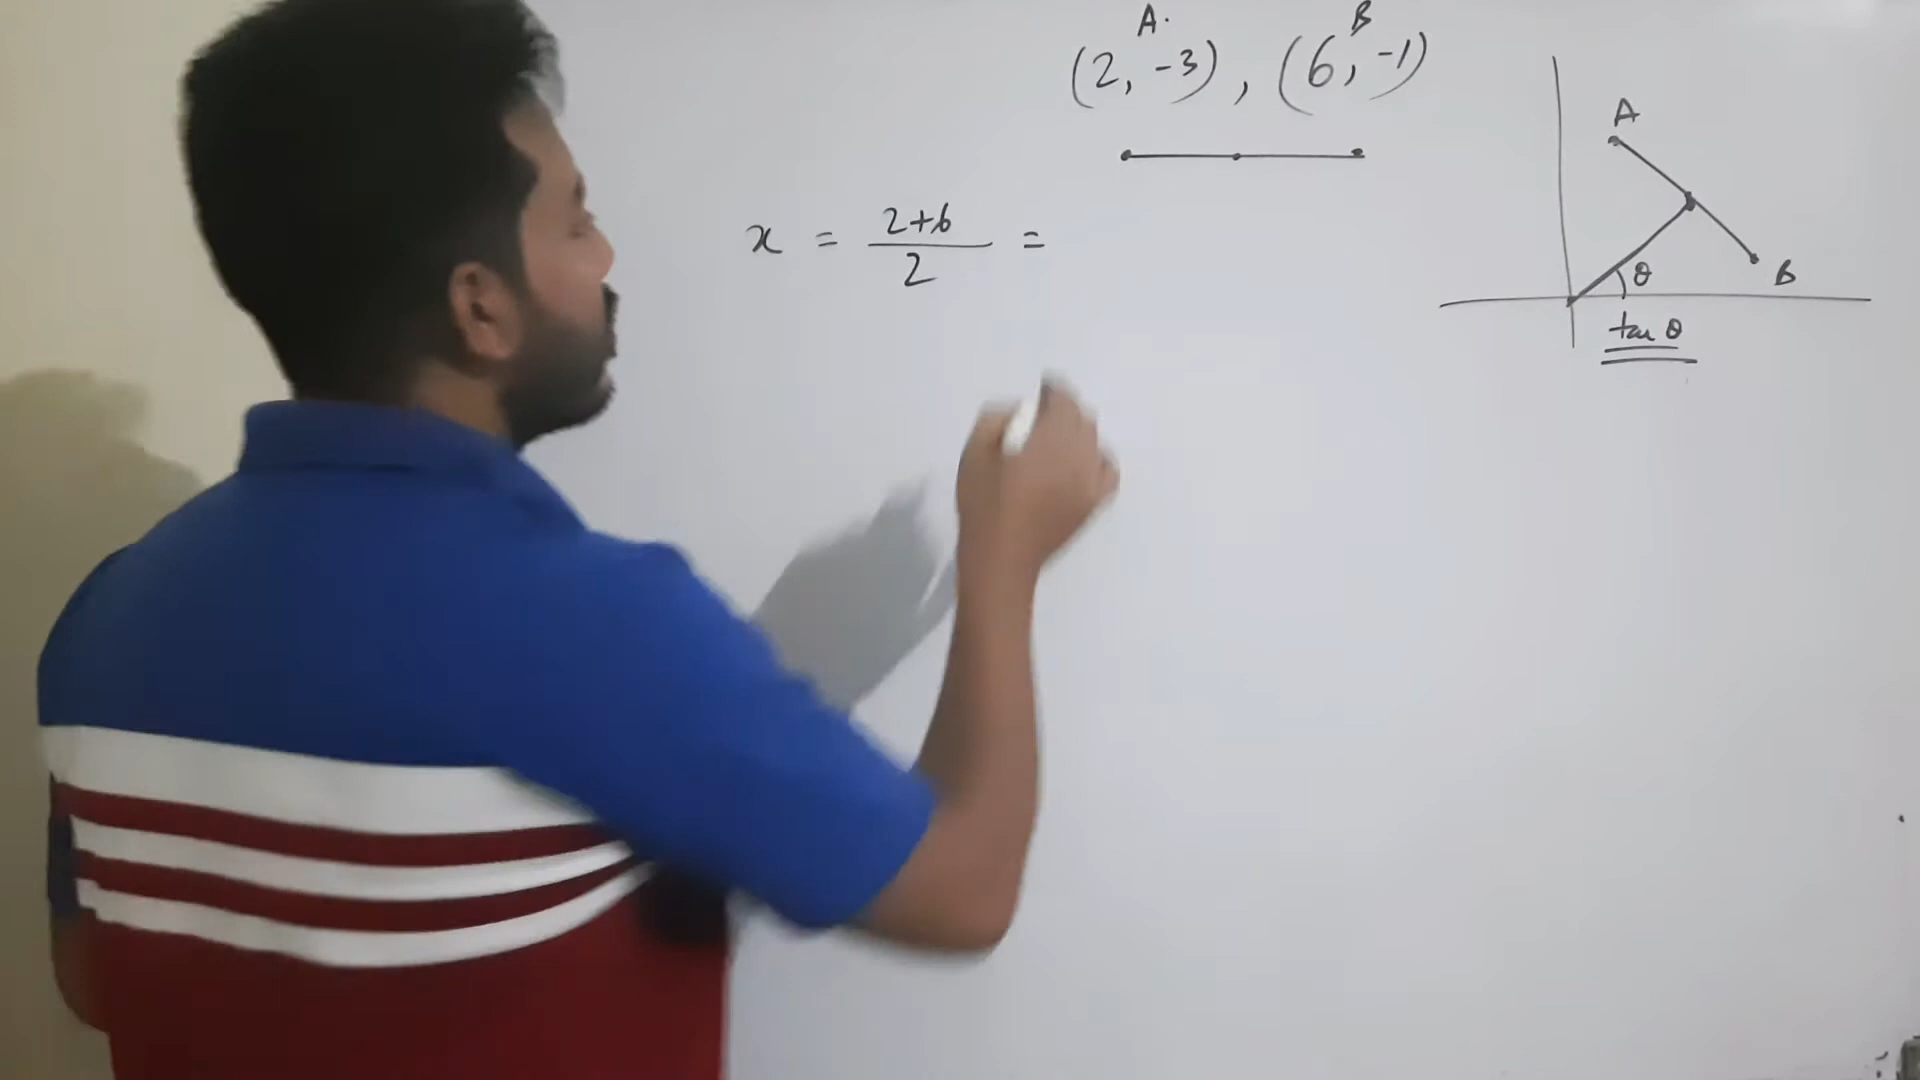 A. B
(2, -3), (6, -1)
x = 2+6/2 =
A
B
θ
tan θ